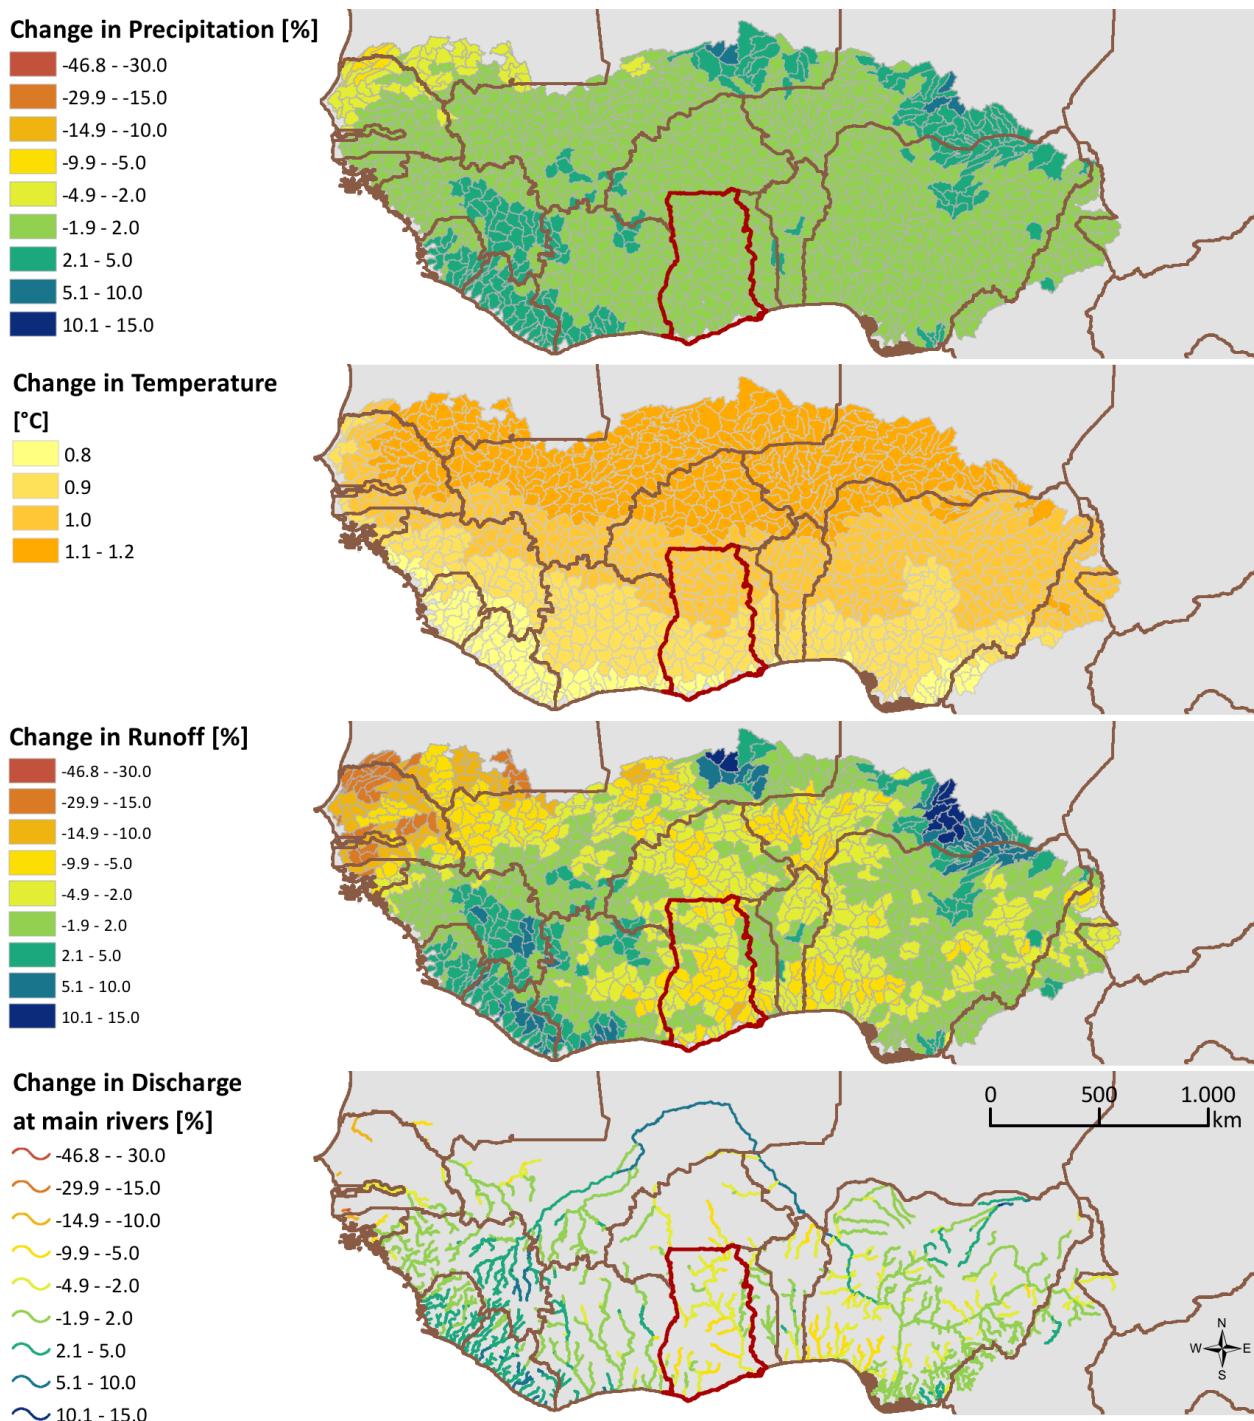 Change in Precipitation [%]
-46.8 - -30.0
-29.9 - -15.0
-14.9 - -10.0
-9.9 - -5.0
-4.9 - -2.0
-1.9 - 2.0
2.1 - 5.0
5.1 - 10.0
10.1 - 15.0
Change in Temperature
[°C]
0.8
0.9
1.0
1.1 - 1.2
Change in Runoff [%]
-46.8 - -30.0
-29.9 - -15.0
-14.9 - -10.0
-9.9 - -5.0
-4.9 - -2.0
-1.9 - 2.0
2.1 - 5.0
5.1 - 10.0
10.1 - 15.0
Change in Discharge
at main rivers [%]
-46.8 - - 30.0
-29.9 - -15.0
-14.9 - -10.0
-9.9 - -5.0
-4.9 - -2.0
-1.9 - 2.0
2.1 - 5.0
5.1 - 10.0
10.1 - 15.0
0 500 1.000
km
N
W E
S